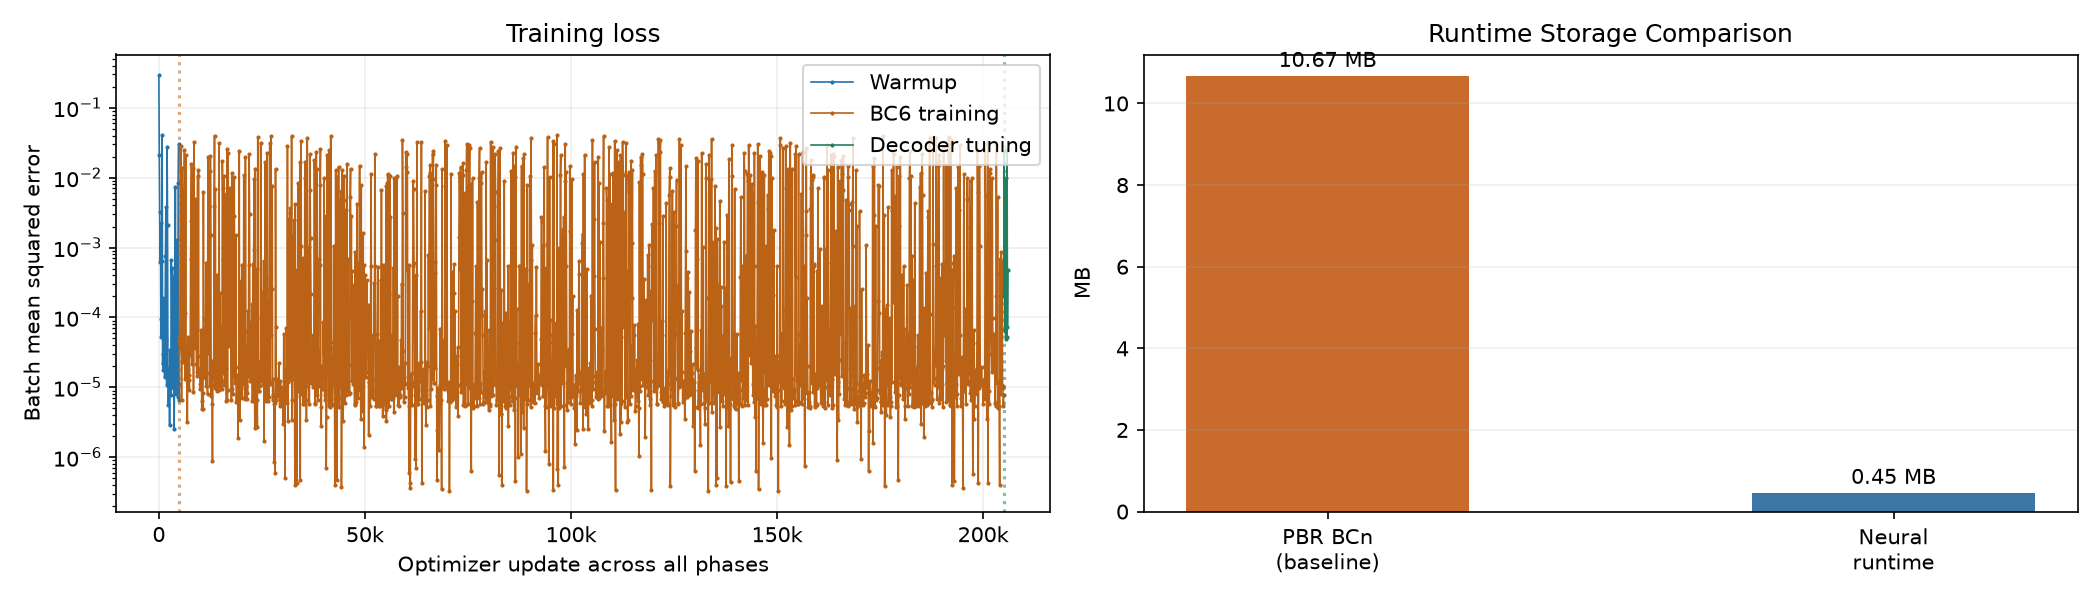 Training loss
Batch mean squared error
10⁻¹
10⁻²
10⁻³
10⁻⁴
10⁻⁵
10⁻⁶
Warmup
BC6 training
Decoder tuning
0 50k 100k 150k 200k
Optimizer update across all phases
Runtime Storage Comparison
MB
10
8
6
4
2
0
10.67 MB
0.45 MB
PBR BCn
(baseline)
Neural
runtime